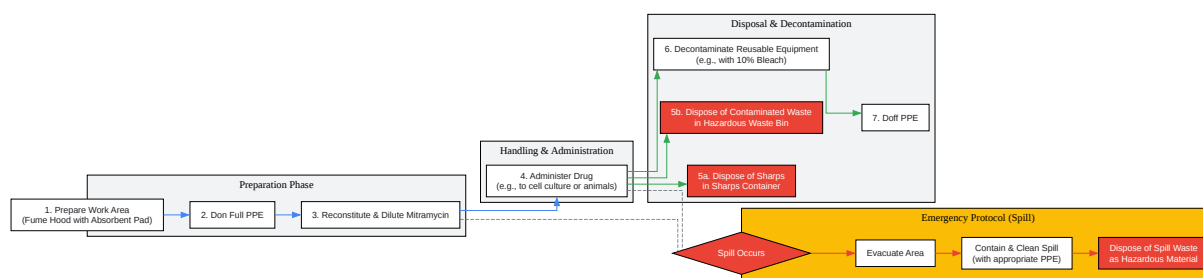 Preparation Phase
1. Prepare Work Area
(Fume Hood with Absorbent Pad)
2. Don Full PPE
3. Reconstitute & Dilute Mitramycin
Handling & Administration
4. Administer Drug
(e.g., to cell culture or animals)
Disposal & Decontamination
6. Decontaminate Reusable Equipment
(e.g., with 10% Bleach)
5b. Dispose of Contaminated Waste
in Hazardous Waste Bin
7. Doff PPE
5a. Dispose of Sharps
in Sharps Container
Emergency Protocol (Spill)
Spill Occurs
Evacuate Area
Contain & Clean Spill
(with appropriate PPE)
Dispose of Spill Waste
as Hazardous Material